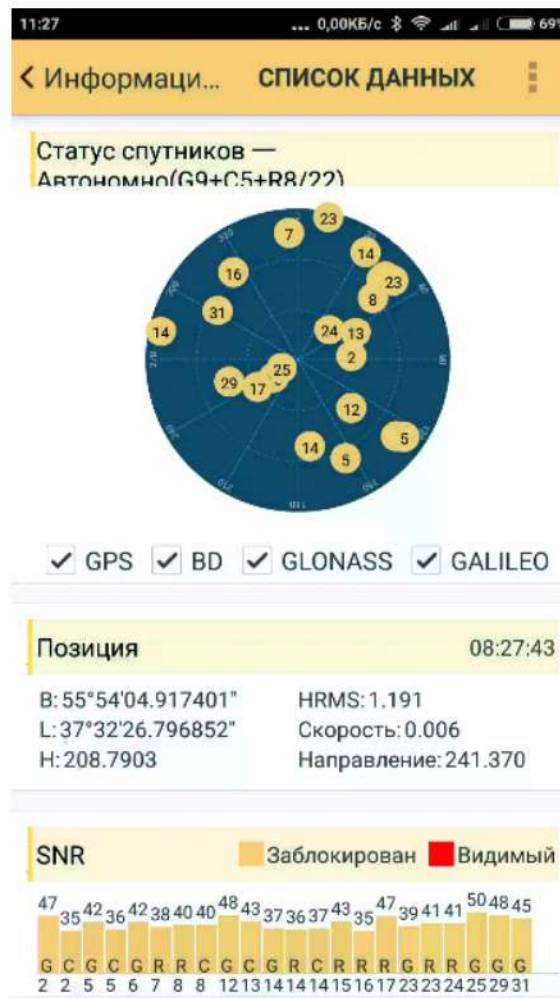 11:27 ... 0,00КБ/с 69%
Информаци... СПИСОК ДАННЫХ
Статус спутников —
Автономно(G9+C5+R8/22)
23
7
14
16
23
8
31
14
24 13
2
25
29 17
12
5
14
5
GPS BD GLONASS GALILEO
Позиция 08:27:43
B: 55°54'04.917401" HRMS: 1.191
L: 37°32'26.796852" Скорость: 0.006
H: 208.7903 Направление: 241.370
SNR Заблокирован Видимый
47 35 42 36 42 38 40 40 48 43 37 36 37 43 35 47 39 41 41 50 48 45
G C G C G R R C G C G R C R R G R R R G G G
2 2 5 5 6 7 8 8 12 13 14 14 14 15 16 17 23 23 24 25 29 31